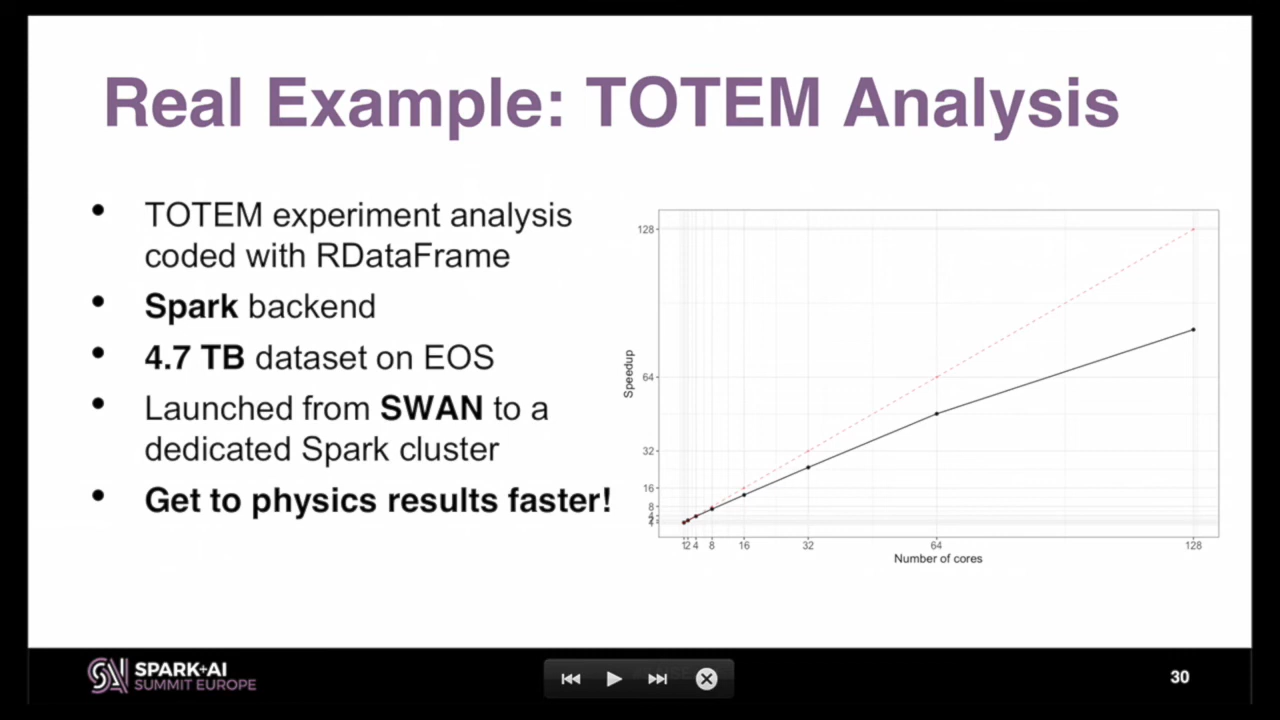 Real Example: TOTEM Analysis
• TOTEM experiment analysis
coded with RDataFrame
• Spark backend
• 4.7 TB dataset on EOS
• Launched from SWAN to a
dedicated Spark cluster
• Get to physics results faster!
Speedup
128
64
32
16
8
4
2
1
1 2 4 8 16 32 64 128
Number of cores
SPARK+AI
SUMMIT EUROPE
30